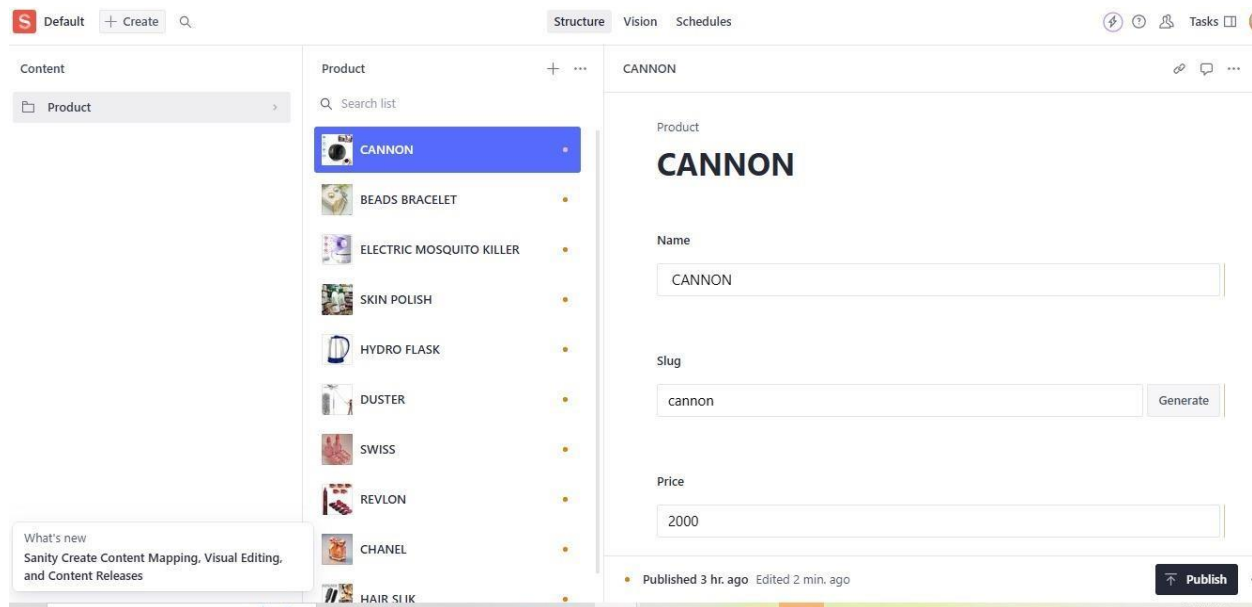 S Default + Create Structure Vision Schedules Tasks
Content
Product
Product
Search list
CANNON
BEADS BRACELET
ELECTRIC MOSQUITO KILLER
SKIN POLISH
HYDRO FLASK
DUSTER
SWISS
REVLON
CHANEL
HAIR
CANNON
Product
CANNON
Name
CANNON
Slug
cannon Generate
Price
2000
What's new
Sanity Create Content Mapping, Visual Editing,
and Content Releases
Published 3 hr. ago Edited 2 min. ago Publish